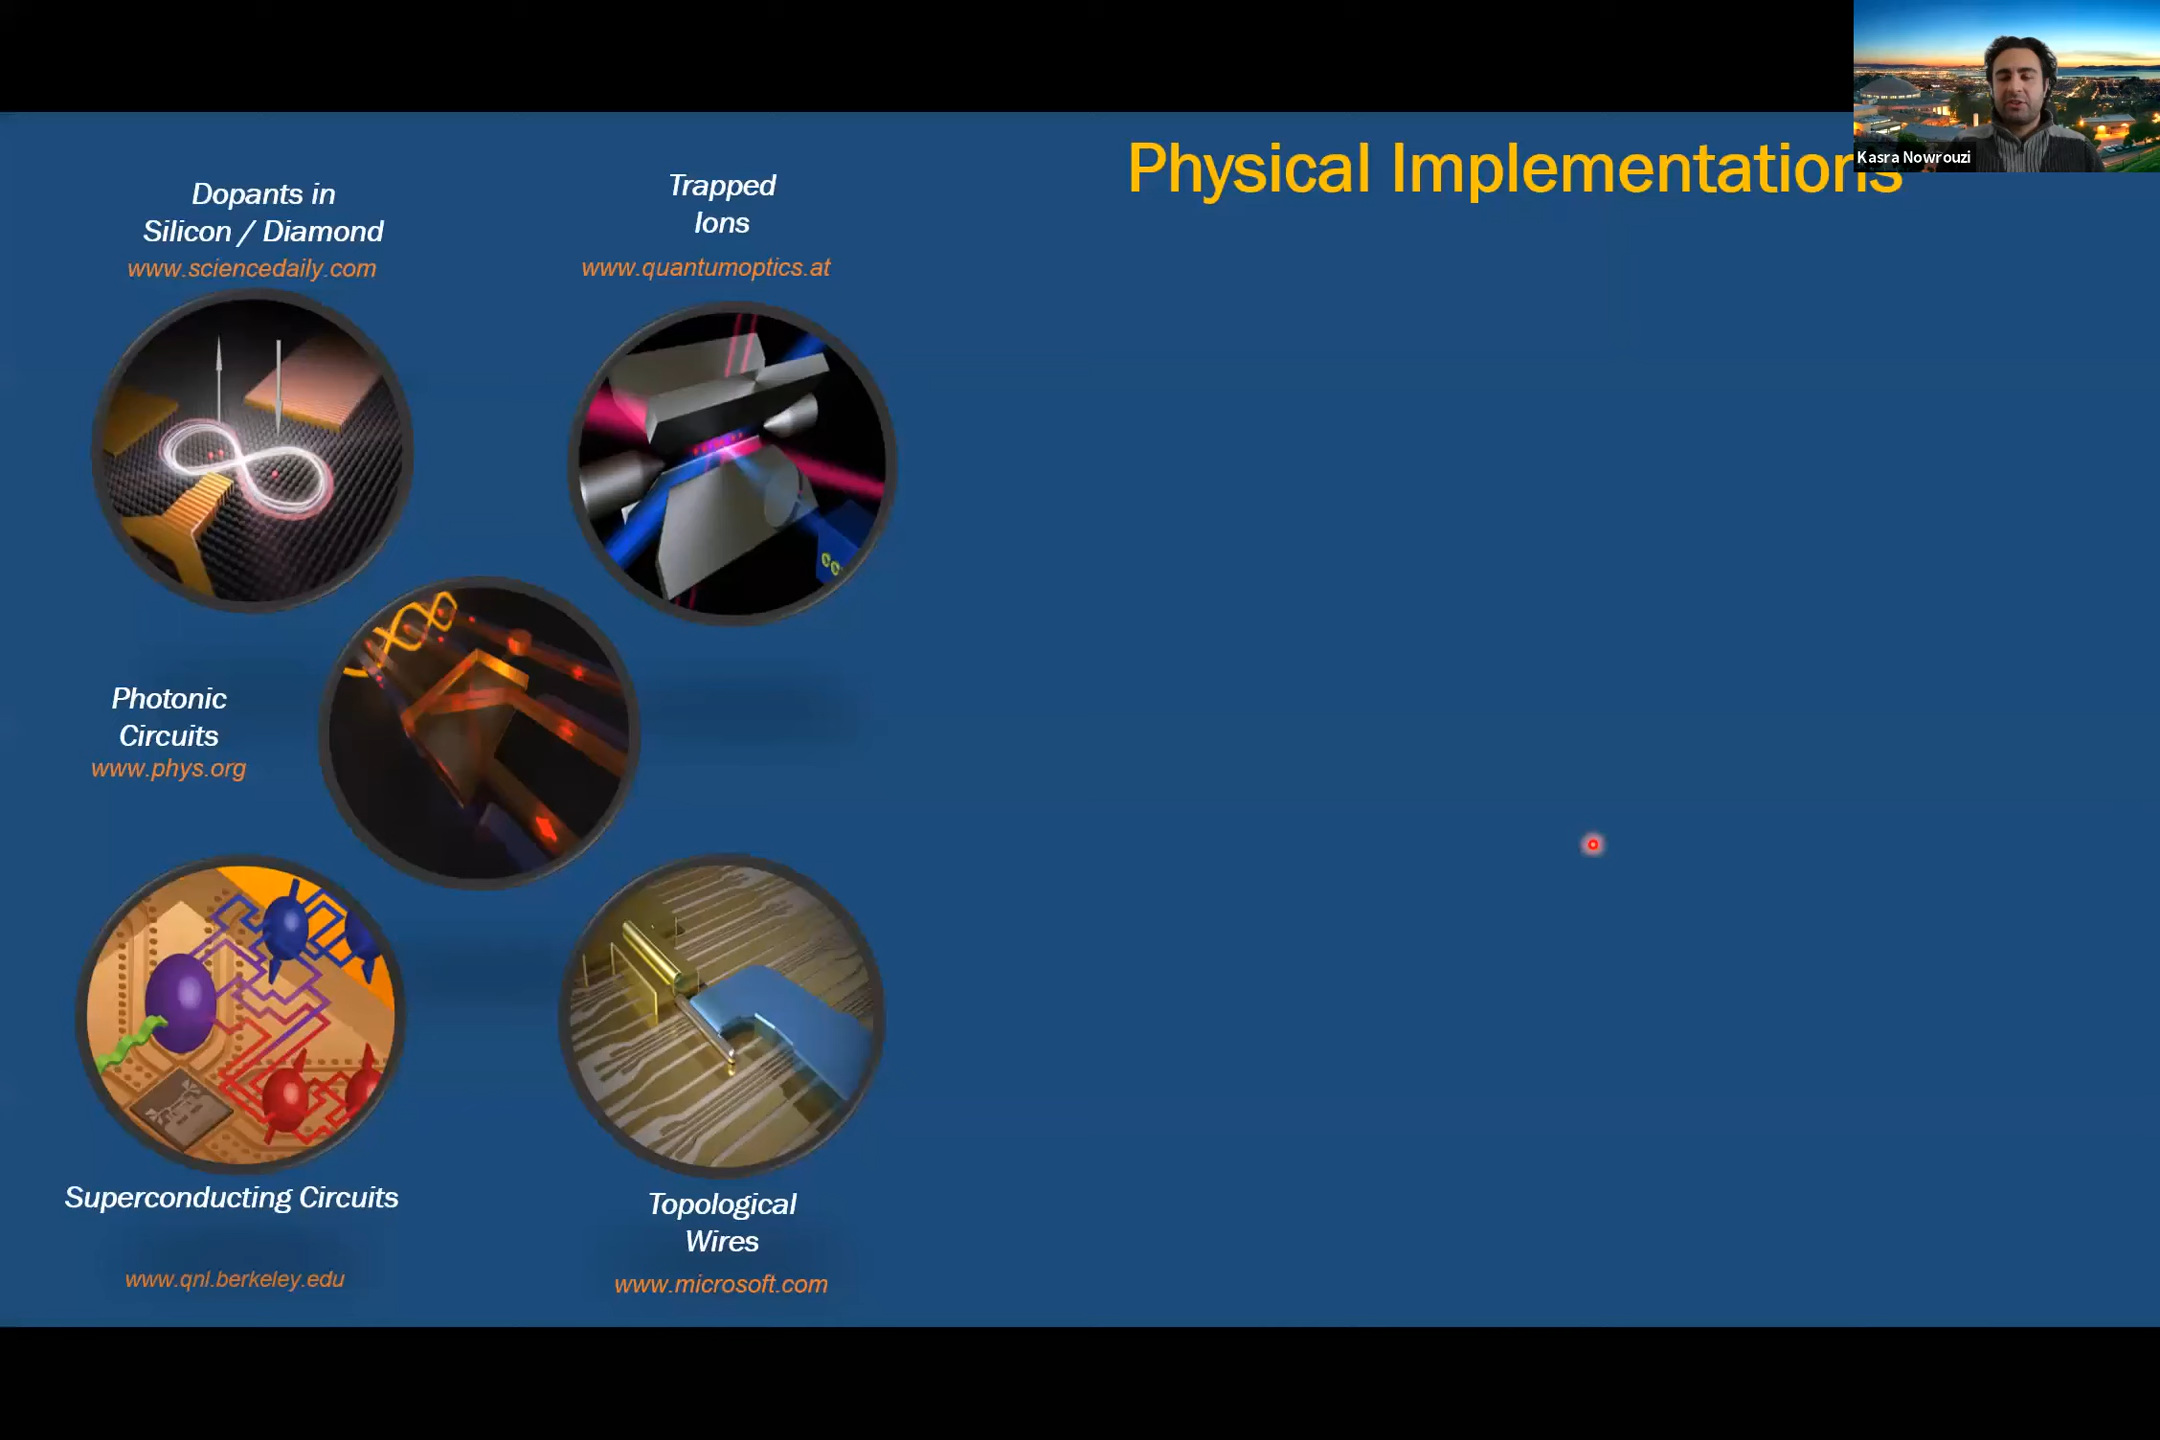 Physical Implementations
Kasra Nowrouzi
Dopants in
Silicon / Diamond
www.sciencedaily.com
Trapped
Ions
www.quantumoptics.at
Photonic
Circuits
www.phys.org
Superconducting Circuits
www.qnl.berkeley.edu
Topological
Wires
www.microsoft.com